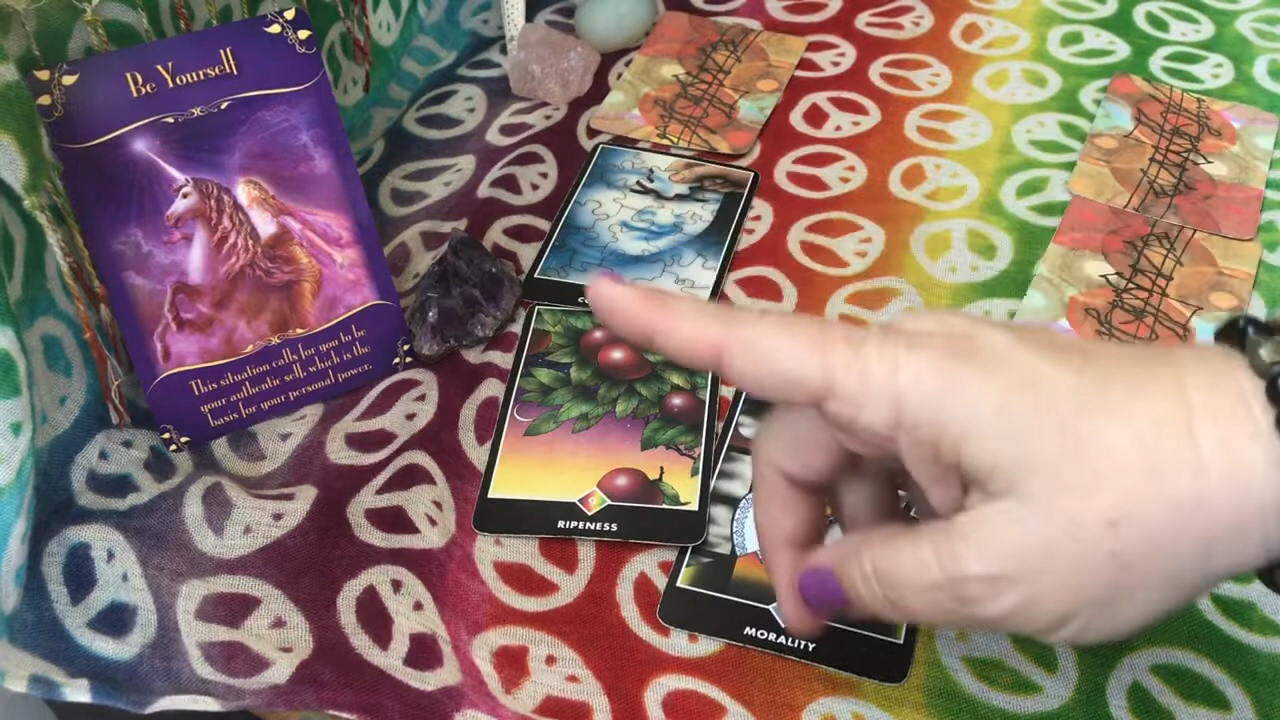 Be Yourself
This situation calls for you to be
your authentic self, which is the
basis for your personal power.
RIPENESS
MORALITY